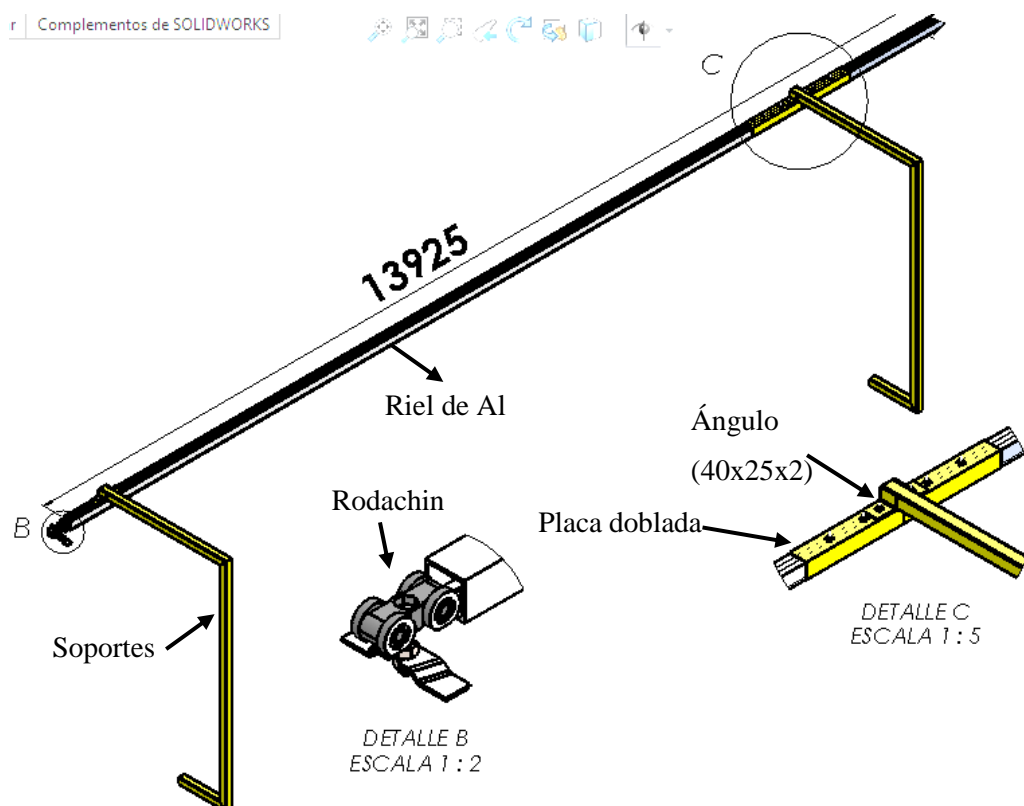 r Complementos de SOLIDWORKS
C
13925
Riel de Al
Ángulo
(40x25x2)
Rodachin
Placa doblada
B
Soportes
DETALLE C
ESCALA 1 : 5
DETALLE B
ESCALA 1 : 2